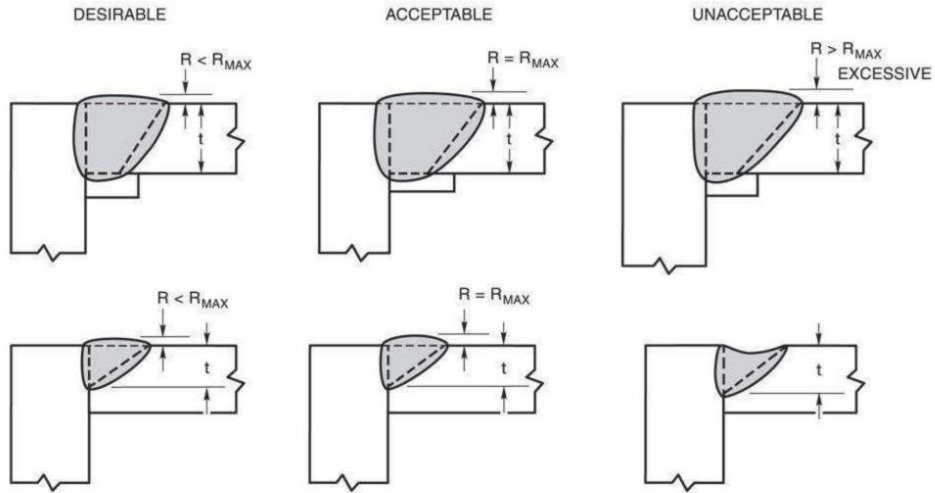 DESIRABLE
ACCEPTABLE
UNACCEPTABLE
R < RMAX
R = RMAX
R > RMAX
EXCESSIVE
t
t
t
R < RMAX
R = RMAX
t
t
t